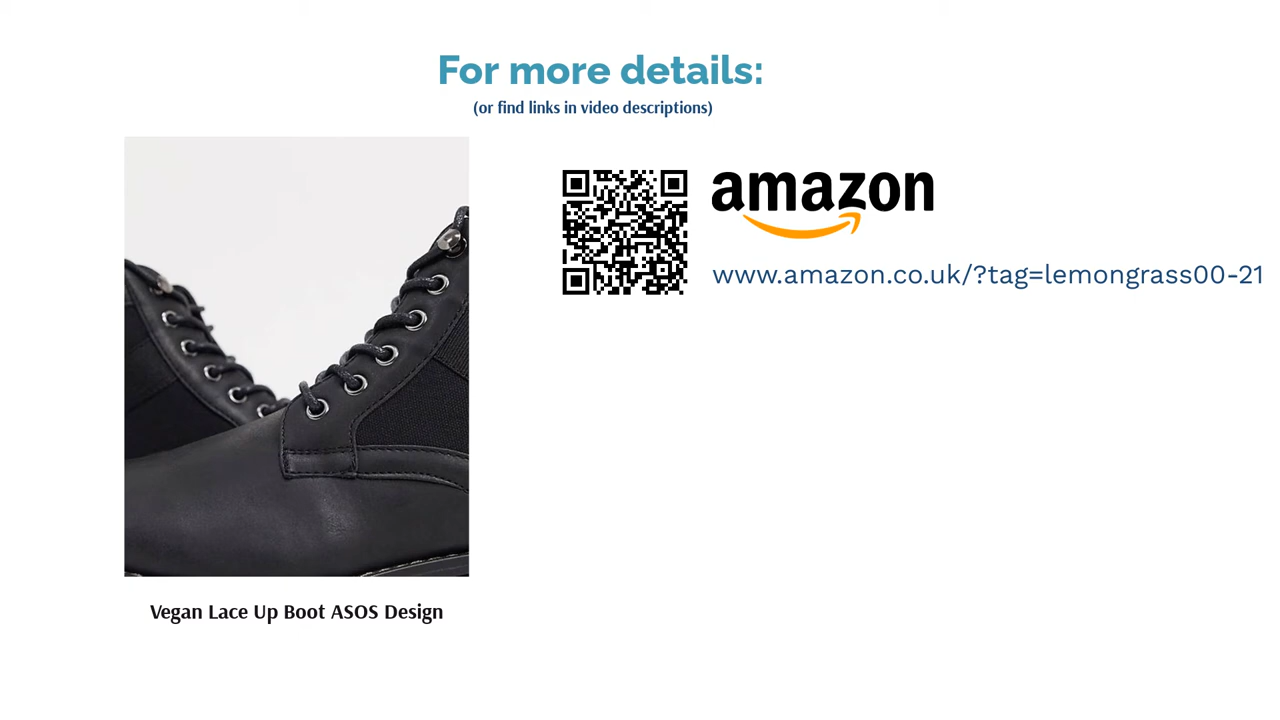 For more details:
(or find links in video descriptions)
amazon
www.amazon.co.uk/?tag=lemongrass00-21
Vegan Lace Up Boot ASOS Design